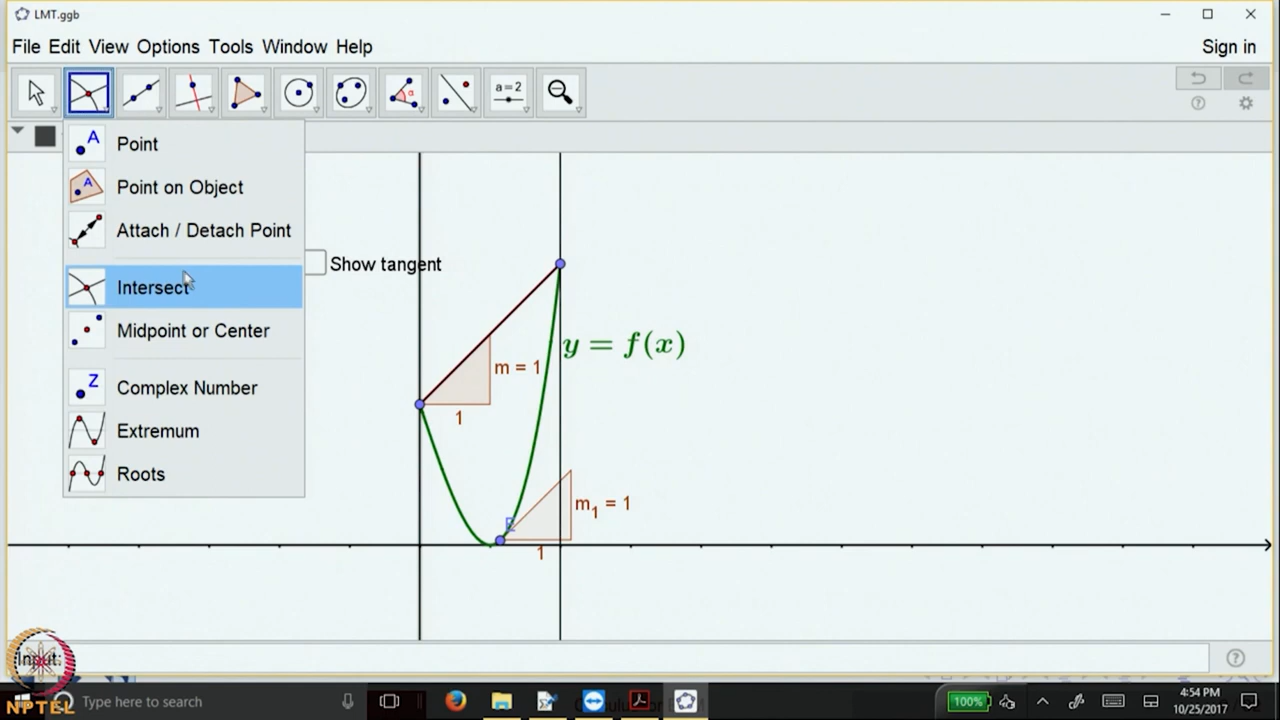 LMT.ggb
File Edit View Options Tools Window Help
Sign in
a=2
A Point
A Point on Object
Attach / Detach Point
Show tangent
Intersect
Midpoint or Center
y = f(x)
m = 1
Z Complex Number
1
Extremum
Roots
m₁ = 1
1
Input:
Type here to search
100%
4:54 PM
10/25/2017
NPTEL